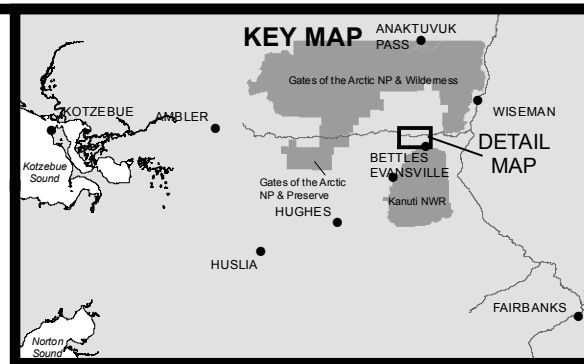 KEY MAP
ANAKTUVUK
PASS
Gates of the Arctic NP & Wilderness
KOTZEBUE
AMBLER
WISEMAN
Kotzebue
Sound
DETAIL
MAP
BETTLES
EVANSVILLE
Gates of the Arctic
NP & Preserve
Kanuti NWR
HUGHES
HUSLIA
FAIRBANKS
Norton
Sound